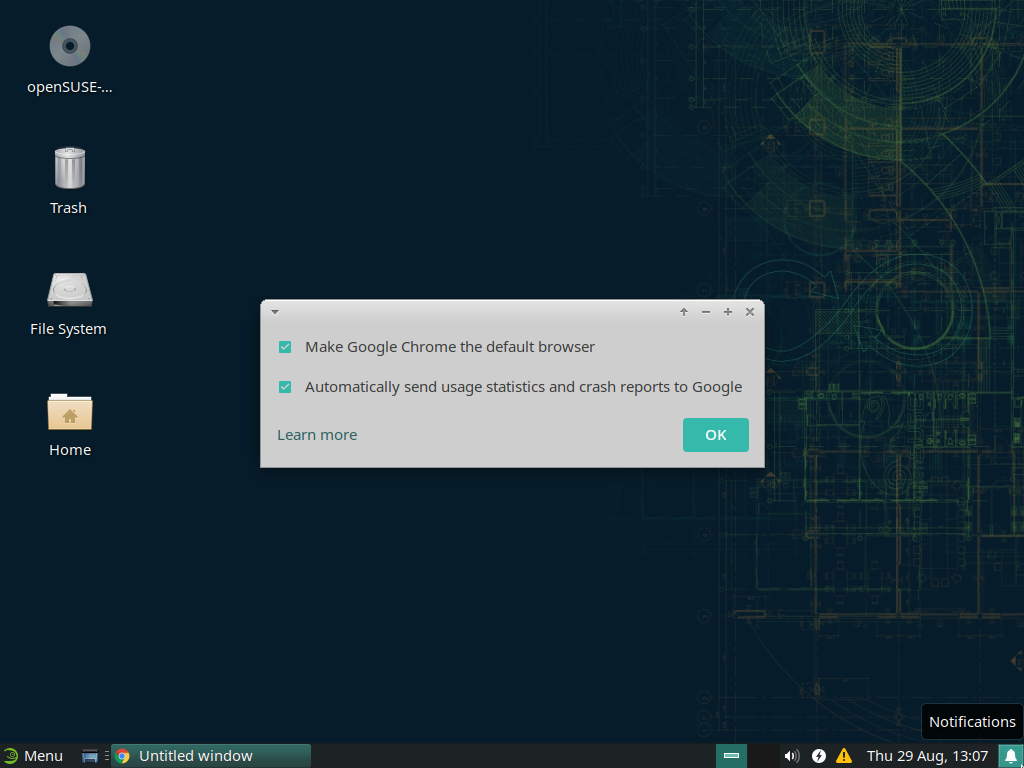 openSUSE-...
Trash
File System
Home
Make Google Chrome the default browser
Automatically send usage statistics and crash reports to Google
Learn more
OK
Notifications
Menu
Untitled window
Thu 29 Aug, 13:07